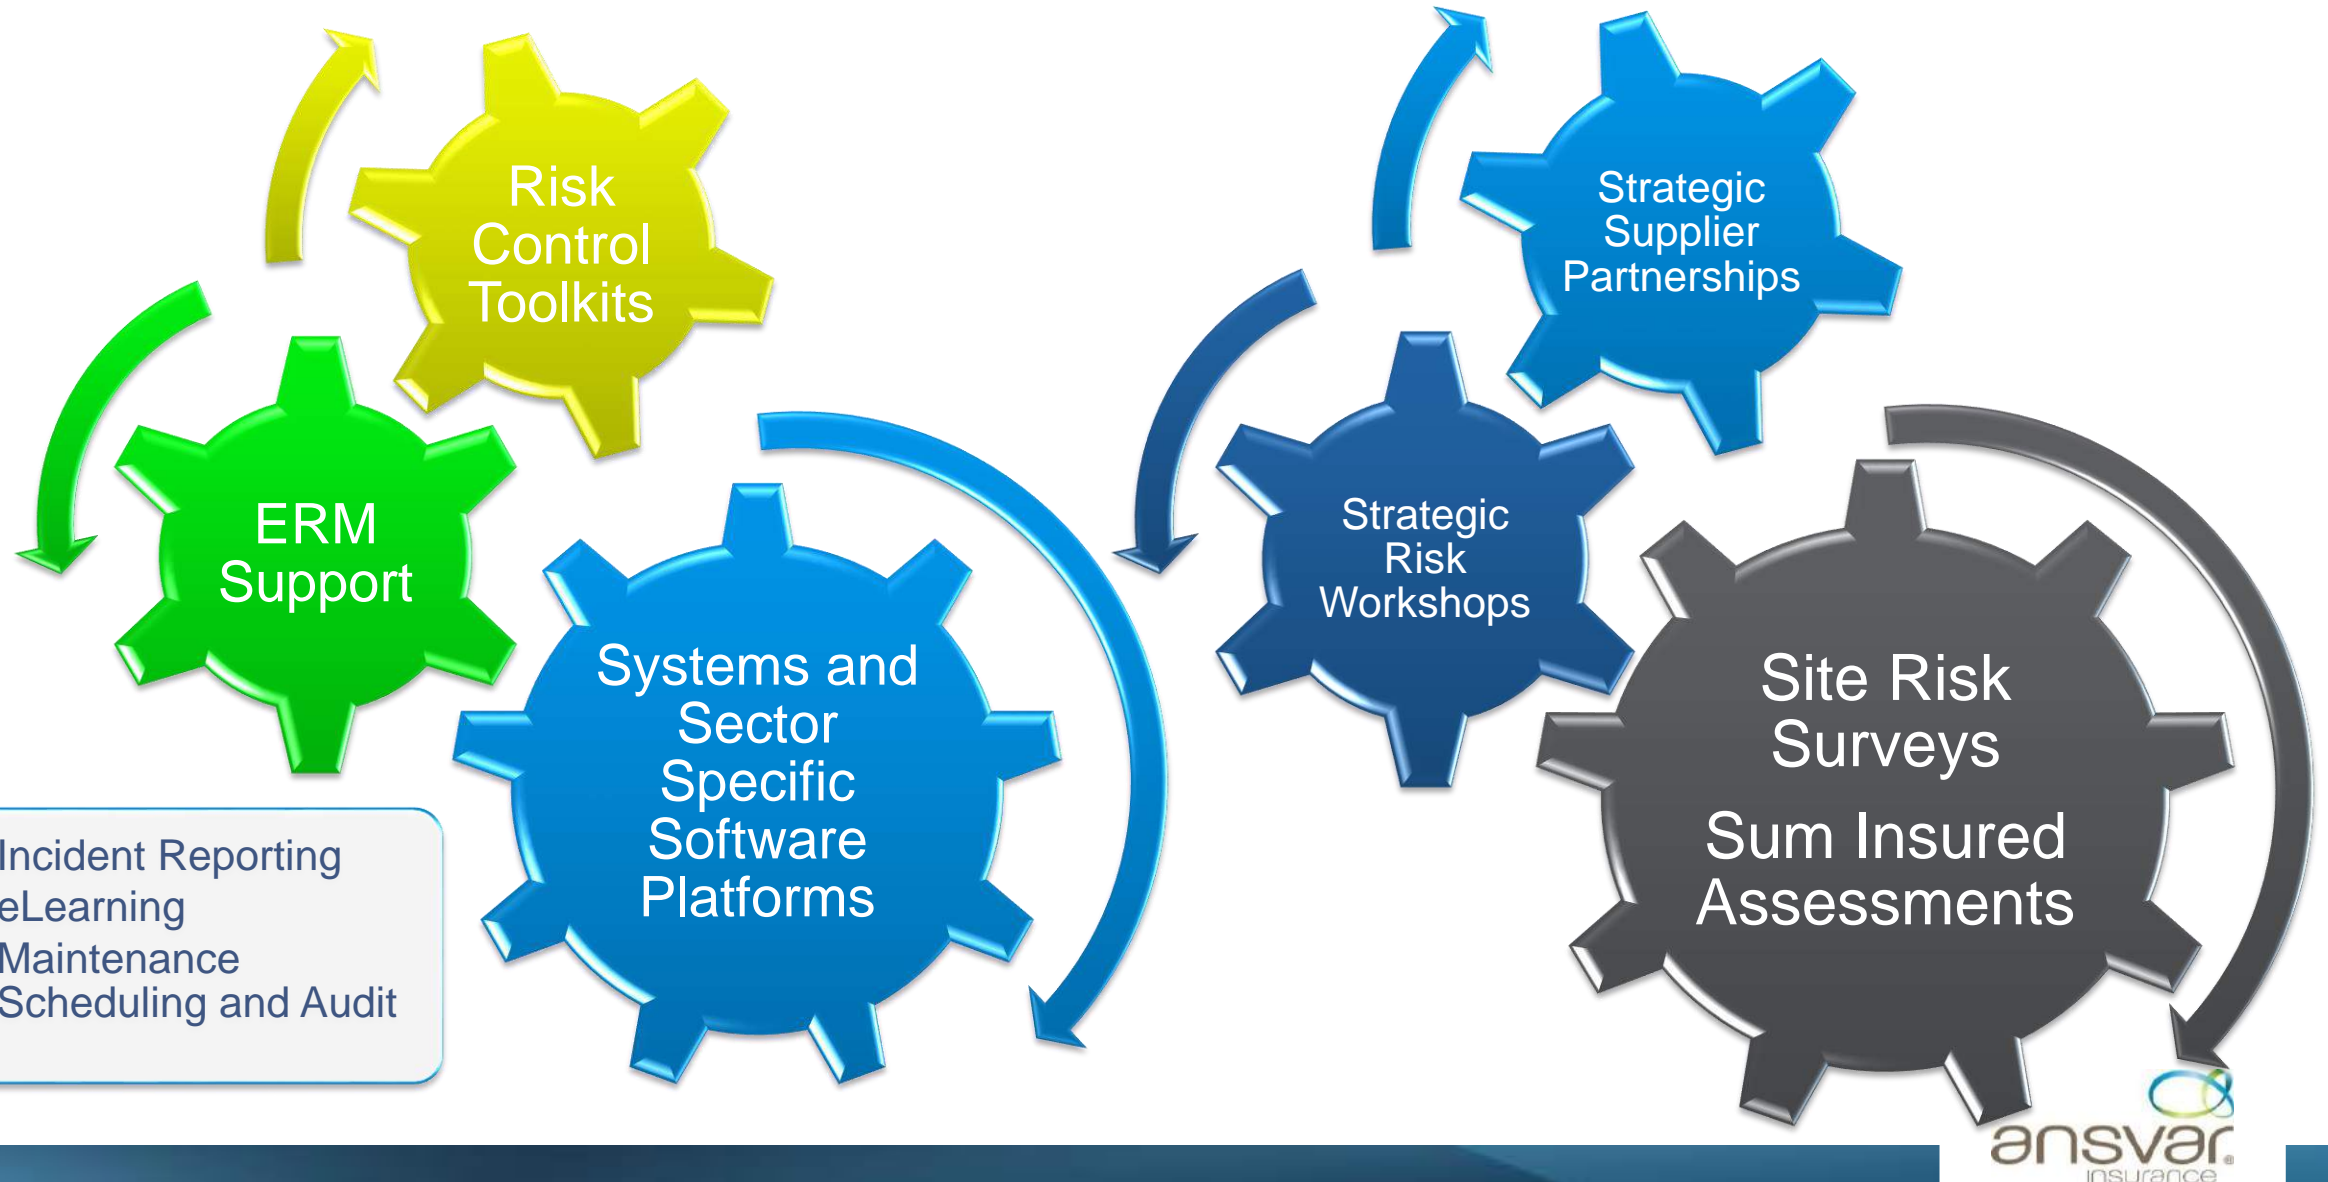 Risk
Control
Toolkits
ERM
Support
Systems and
Sector
Specific
Software
Platforms
Incident Reporting
eLearning
Maintenance
Scheduling and Audit
Strategic
Supplier
Partnerships
Strategic
Risk
Workshops
Site Risk
Surveys
Sum Insured
Assessments
ansvar®
insurance